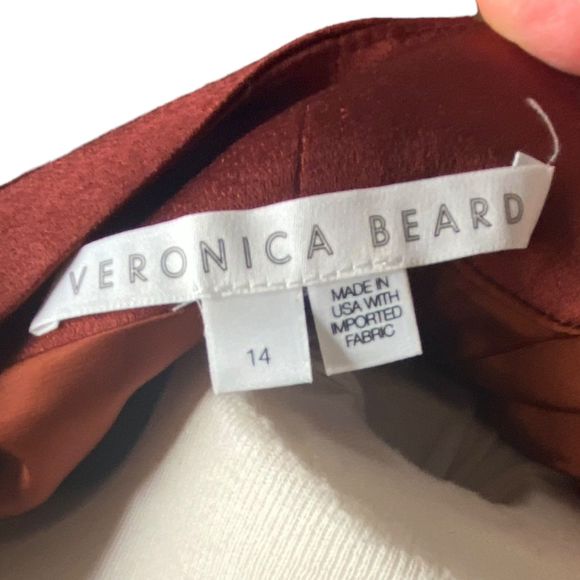 VERONICA BEARD
14
MADE IN
USA WITH
IMPORTED
FABRIC